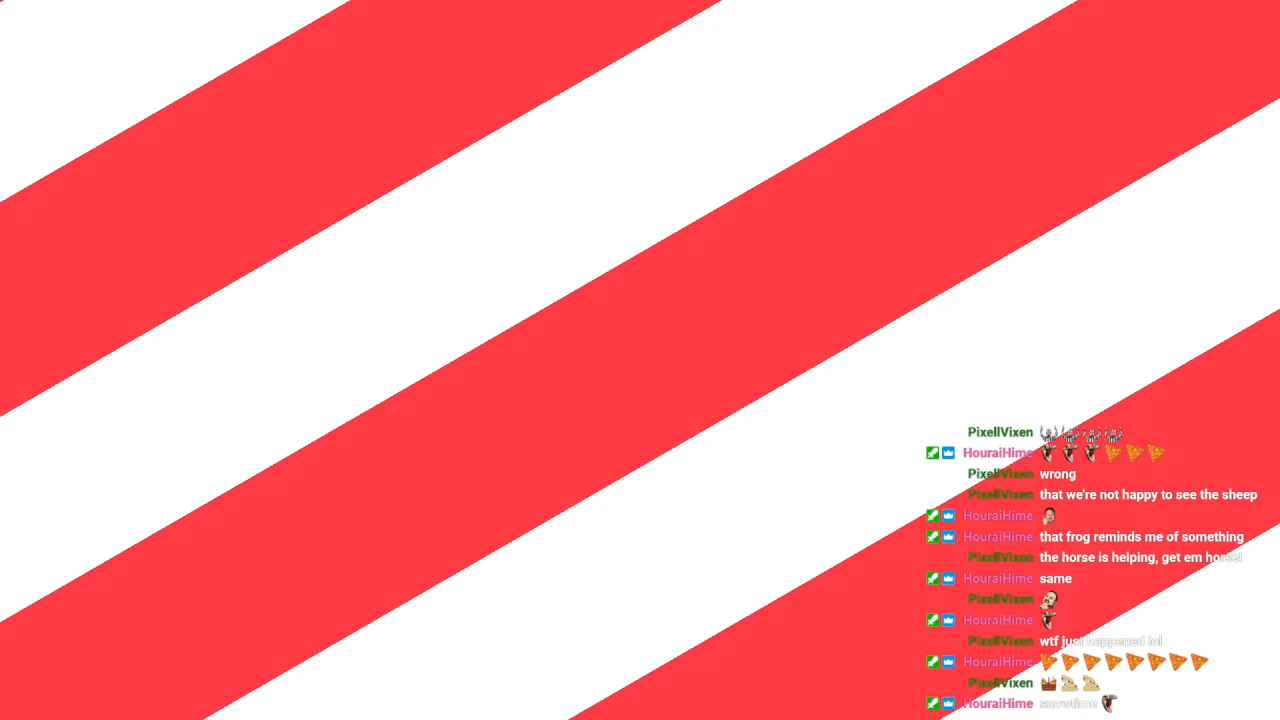 PixellVixen
HouraiHime
PixellVixen wrong
PixellVixen that we're not happy to see the sheep
HouraiHime
HouraiHime that frog reminds me of something
PixellVixen the horse is helping, get em horse!
HouraiHime same
PixellVixen
HouraiHime
PixellVixen wtf just happened lol
HouraiHime
PixellVixen
HouraiHime snowtime